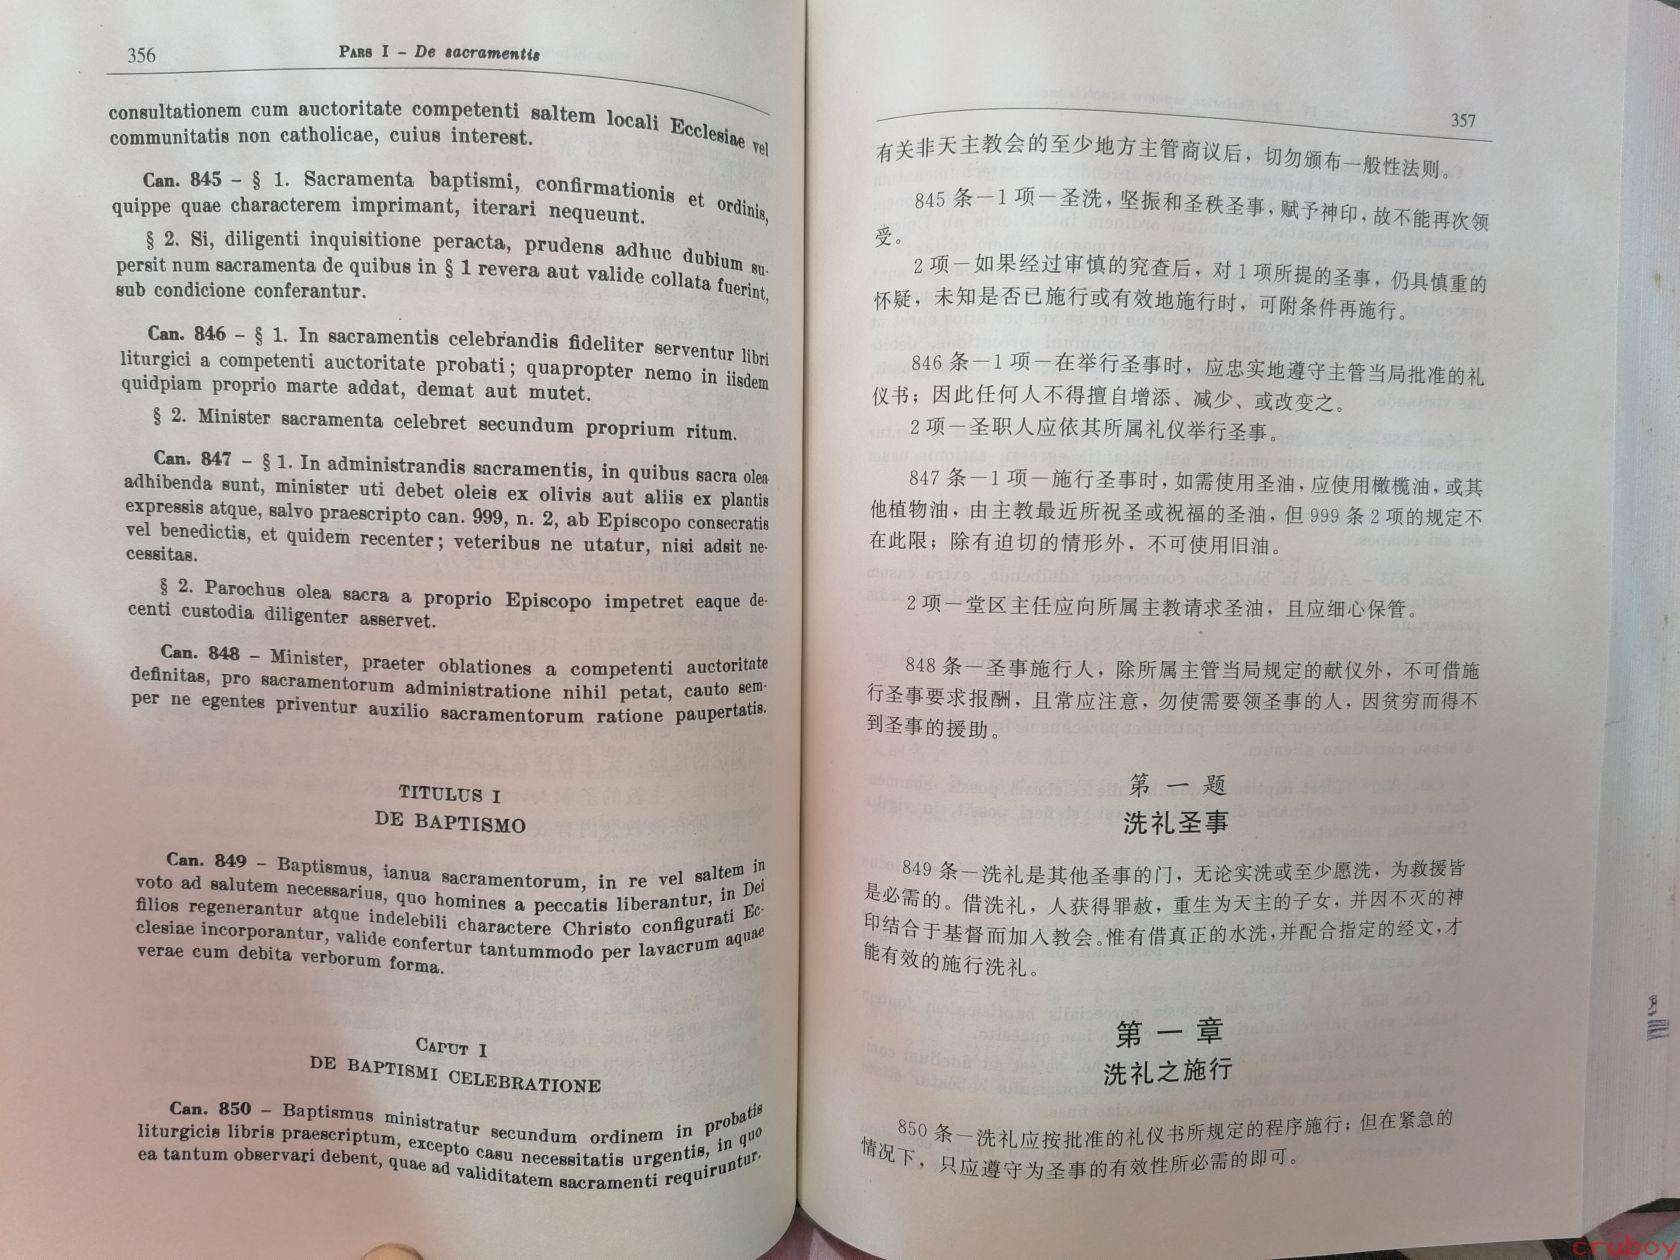 356
PARS I – De sacramentis
consultationem cum auctoritate competenti saltem locali Ecclesiae vel
communitatis non catholicae, cuius interest.
Can. 845 – § 1. Sacramenta baptismi, confirmationis et ordinis,
quippe quae characterem imprimant, iterari nequeunt.
§ 2. Si, diligenti inquisitione peracta, prudens adhuc dubium su-
persit num sacramenta de quibus in § 1 revera aut valide collata fuerint,
sub condicione conferantur.
Can. 846 – § 1. In sacramentis celebrandis fideliter serventur libri
liturgici a competenti auctoritate probati; quapropter nemo in iisdem
quidpiam proprio marte addat, demat aut mutet.
§ 2. Minister sacramenta celebret secundum proprium ritum.
Can. 847 – § 1. In administrandis sacramentis, in quibus sacra olea
adhibenda sunt, minister uti debet oleis ex olivis aut aliis ex plantis
expressis atque, salvo praescripto can. 999, n. 2, ab Episcopo consecratis
vel benedictis, et quidem recenter; veteribus ne utatur, nisi adsit ne-
cessitas.
§ 2. Parochus olea sacra a proprio Episcopo impetret eaque de-
centi custodia diligenter asservet.
Can. 848 – Minister, praeter oblationes a competenti auctoritate
definitas, pro sacramentorum administratione nihil petat, cauto sem-
per ne egentes priventur auxilio sacramentorum ratione paupertatis.
TITULUS I
DE BAPTISMO
Can. 849 – Baptismus, ianua sacramentorum, in re vel saltem in
voto ad salutem necessarius, quo homines a peccatis liberantur, in Dei
filios regenerantur atque indelebili charactere Christo configurati Ec-
clesiae incorporantur, valide confertur tantummodo per lavacrum aquae
verae cum debita verborum forma.
CAPUT I
DE BAPTISMI CELEBRATIONE
Can. 850 – Baptismus ministratur secundum ordinem in probatis
liturgicis libris praescriptum, excepto casu necessitatis urgentis, in quo
ea tantum observari debent, quae ad validitatem sacramenti requiruntur.
357
有关非天主教会的至少地方主管商议后，切勿颁布一般性法则。
845 条－1 项－圣洗，坚振和圣秩圣事，赋予神印，故不能再次领
受。
2 项－如果经过审慎的究查后，对 1 项所提的圣事，仍具慎重的
怀疑，未知是否已施行或有效地施行时，可附条件再施行。
846 条－1 项－在举行圣事时，应忠实地遵守主管当局批准的礼
仪书；因此任何人不得擅自增添、减少、或改变之。
2 项－圣职人应依其所属礼仪举行圣事。
847 条－1 项－施行圣事时，如需使用圣油，应使用橄榄油，或其
他植物油，由主教最近所祝圣或祝福的圣油，但 999 条 2 项的规定不
在此限；除有迫切的情形外，不可使用旧油。
2 项－堂区主任应向所属主教请求圣油，且应细心保管。
848 条－圣事施行人，除所属主管当局规定的献仪外，不可借施
行圣事要求报酬，且常应注意，勿使需要领圣事的人，因贫穷而得不
到圣事的援助。
第 一 题
洗礼圣事
849 条－洗礼是其他圣事的门，无论实洗或至少愿洗，为救援皆
是必需的。借洗礼，人获得罪赦，重生为天主的子女，并因不灭的神
印结合于基督而加入教会。惟有借真正的水洗，并配合指定的经文，才
能有效的施行洗礼。
第 一 章
洗礼之施行
850 条－洗礼应按批准的礼仪书所规定的程序施行；但在紧急的
情况下，只应遵守为圣事的有效性所必需的即可。
cruboy